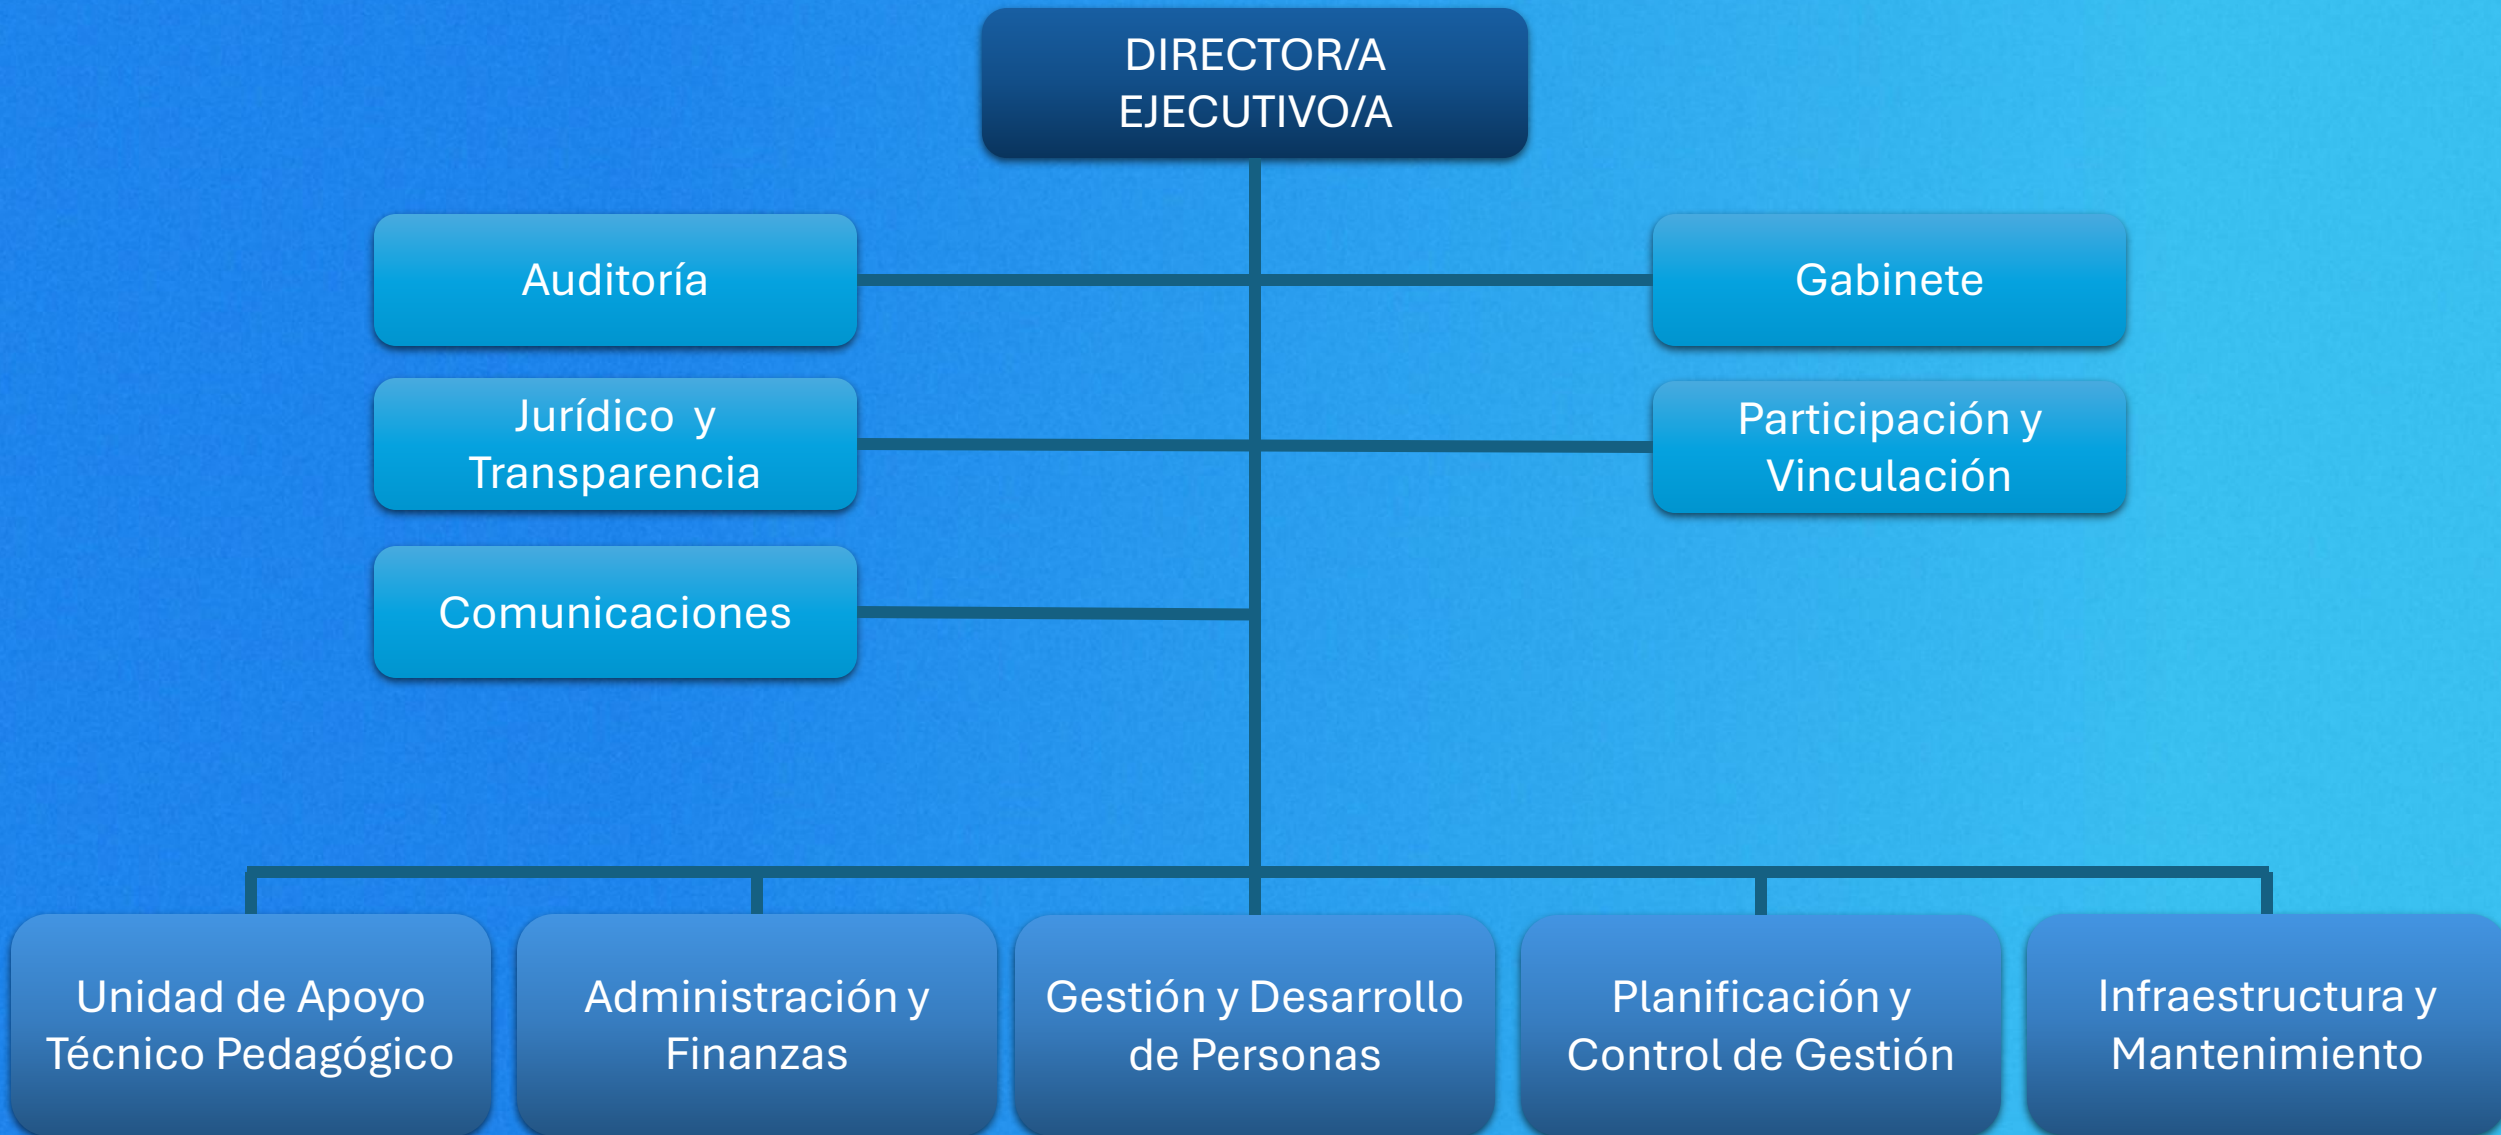 DIRECTOR/A
EJECUTIVO/A
Auditoría
Gabinete
Jurídico y
Transparencia
Participación y
Vinculación
Comunicaciones
Unidad de Apoyo
Técnico Pedagógico
Administración y
Finanzas
Gestión y Desarrollo
de Personas
Planificación y
Control de Gestión
Infraestructura y
Mantenimiento